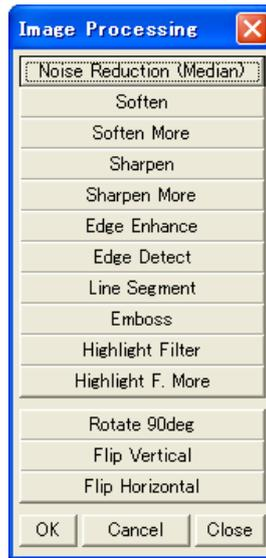 Image Processing
Noise Reduction (Median)
Soften
Soften More
Sharpen
Sharpen More
Edge Enhance
Edge Detect
Line Segment
Emboss
Highlight Filter
Highlight F. More
Rotate 90deg
Flip Vertical
Flip Horizontal
OK Cancel Close